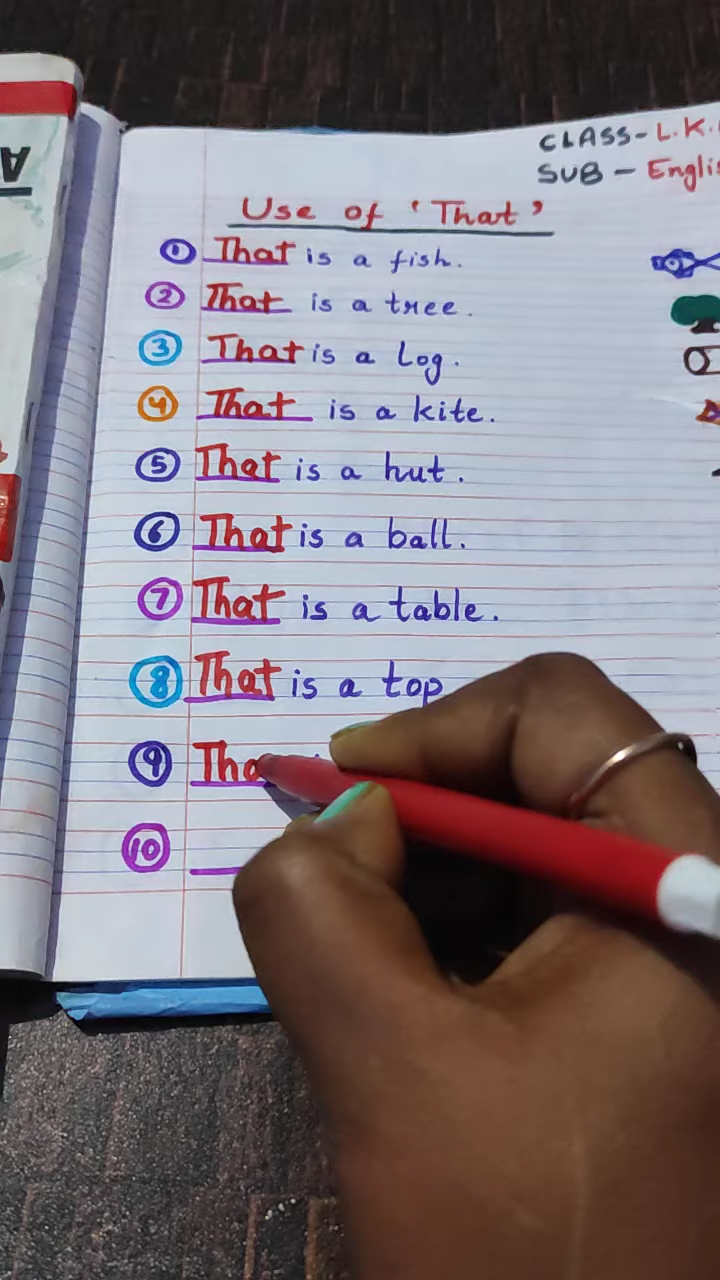 A
CLASS- L.K.
SUB - Englis
Use of 'That'
① That is a fish.
② That is a tree.
③ That is a Log.
④ That is a kite.
⑤ That is a hut.
⑥ That is a ball.
⑦ That is a table.
⑧ That is a top
⑨ Tha
⑩